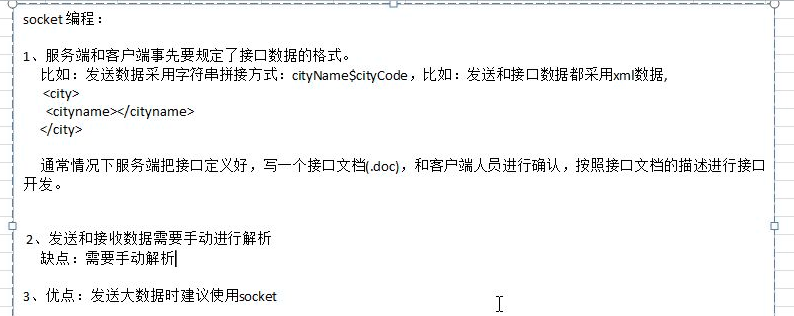 socket 编程：
1、服务端和客户端事先要规定了接口数据的格式。
比如：发送数据采用字符串拼接方式：cityName$cityCode，比如：发送和接口数据都采用xml数据,
<city>
<cityname></cityname>
</city>
通常情况下服务端把接口定义好，写一个接口文档(.doc)，和客户端人员进行确认，按照接口文档的描述进行接口
开发。
2、发送和接收数据需要手动进行解析
缺点：需要手动解析
3、优点：发送大数据时建议使用socket